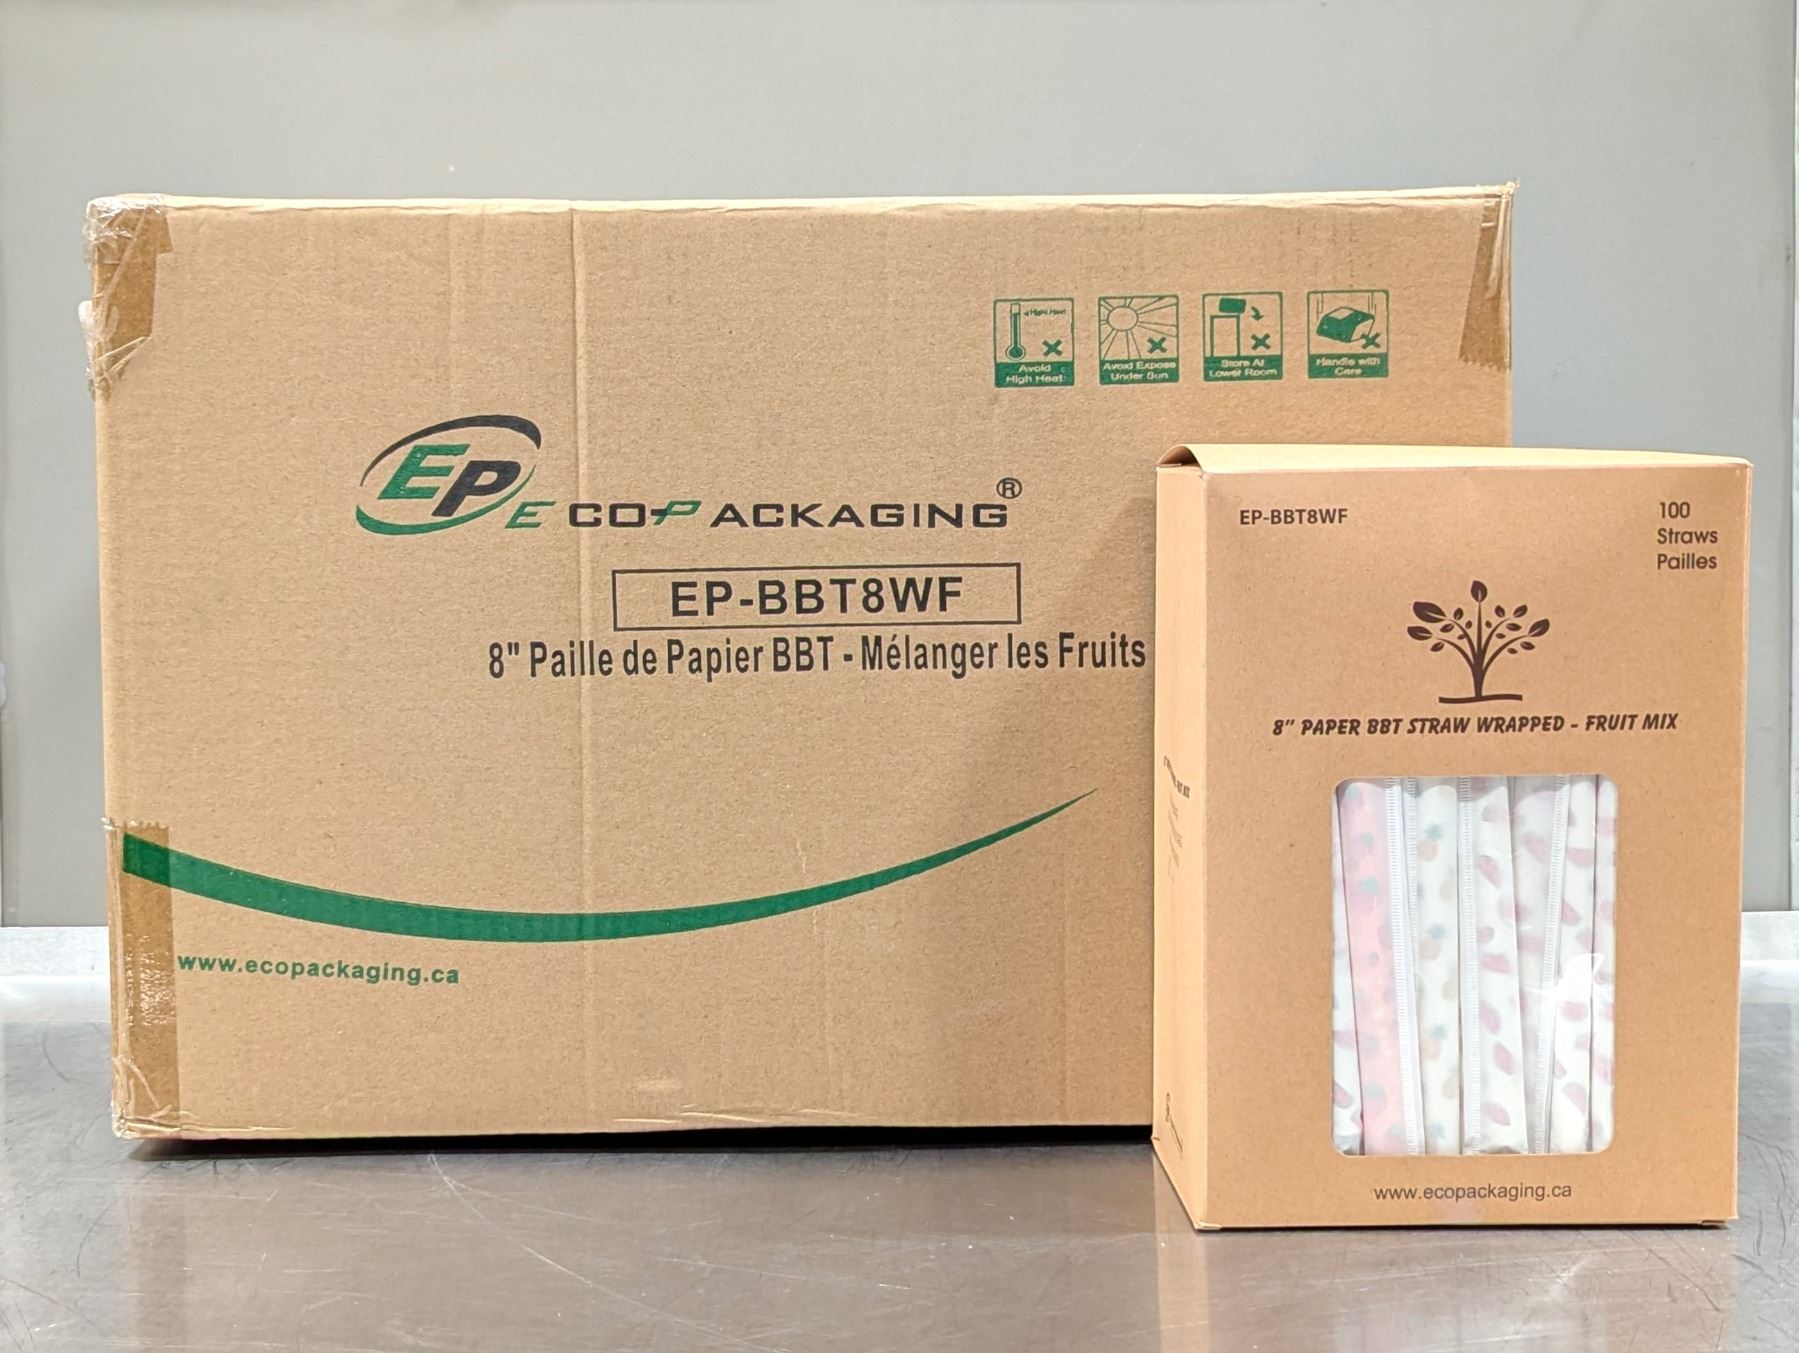 High Heat
Avoid
High Heat
Avoid Expose
Under Sun
Store At
Lower Room
Handle with
Care
EP
ECOPACKAGING®
EP-BBT8WF
8" Paille de Papier BBT - Mélanger les Fruits
www.ecopackaging.ca
EP-BBT8WF
100
Straws
Pailles
8" PAPER BBT STRAW WRAPPED - FRUIT MIX
www.ecopackaging.ca